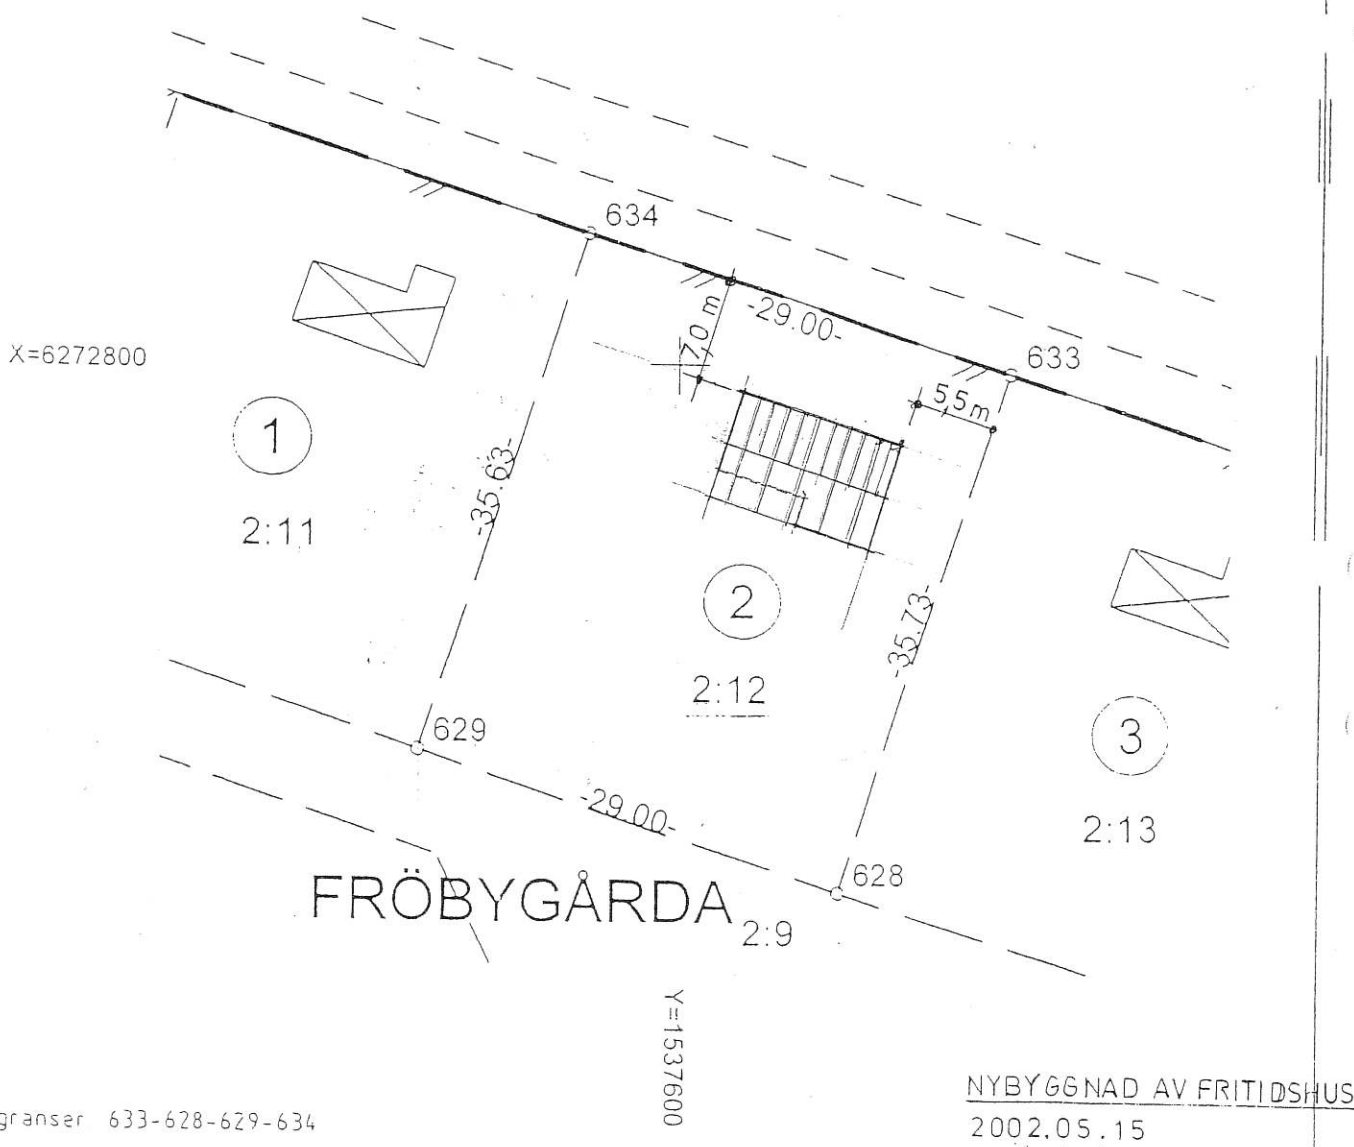 634
-29.00-
7,0 m
633
X=6272800
5,5 m
1
-35.63-
2:11
2
-35.73-
2:12
629
3
-29.00-
2:13
628
FRÖBYGÅRDA 2:9
Y=1537600
NYBYGGNAD AV FRITIDSHUS
granser 633-628-629-634
2002.05.15